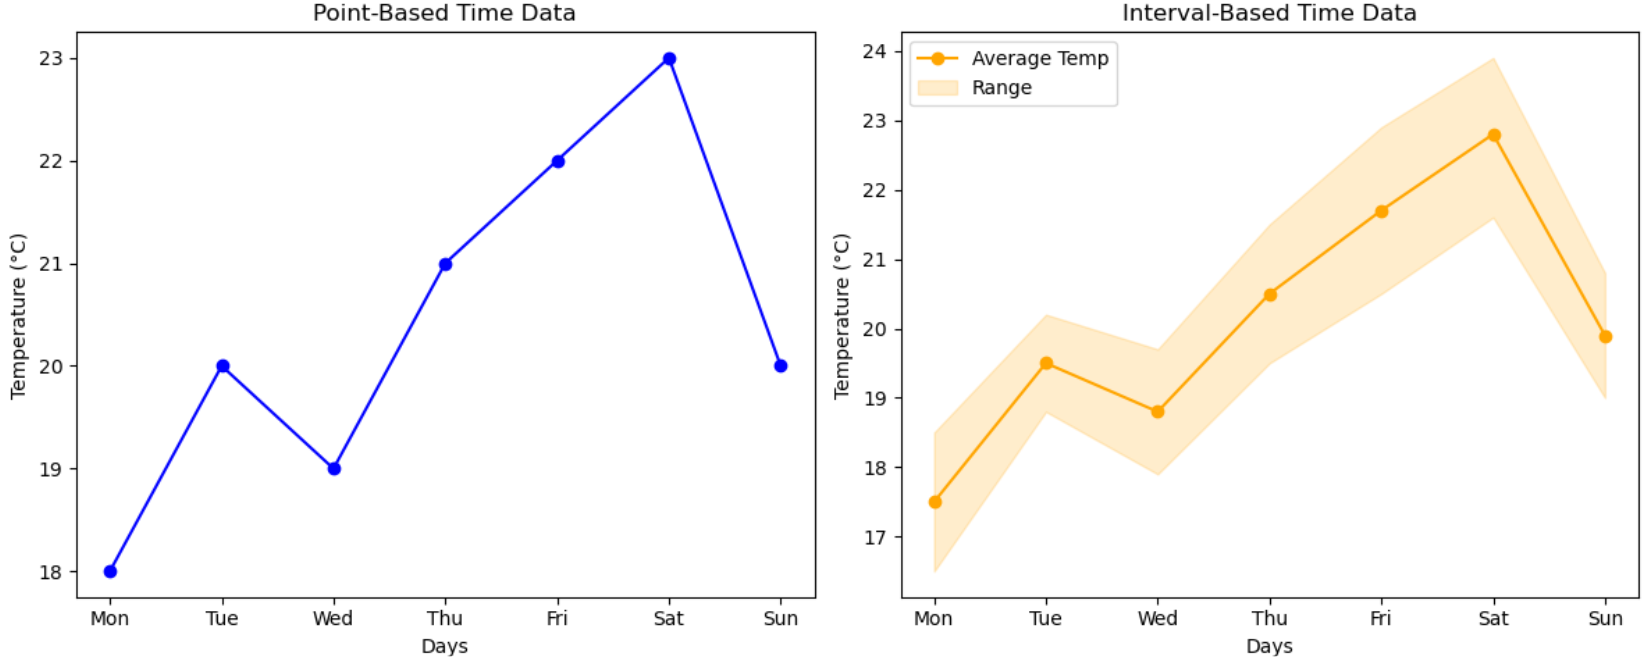 Point-Based Time Data
23
22
21
20
19
18
Temperature (°C)
Mon Tue Wed Thu Fri Sat Sun
Days
Interval-Based Time Data
Average Temp
Range
24
23
22
21
20
19
18
17
Temperature (°C)
Mon Tue Wed Thu Fri Sat Sun
Days